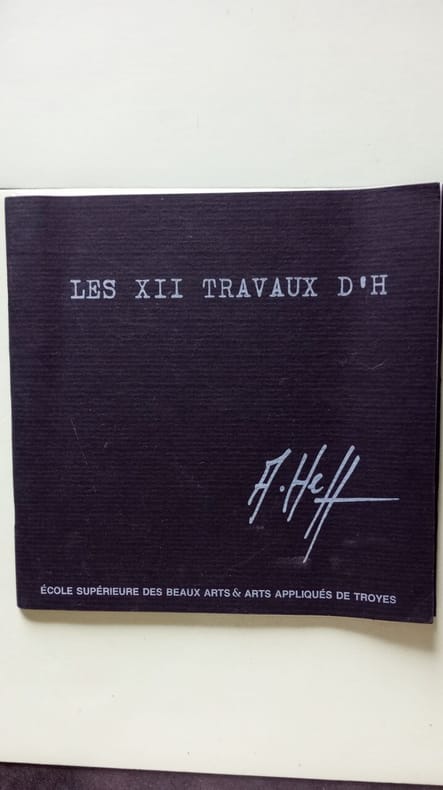 LES XII TRAVAUX D'H
A. Heff
ÉCOLE SUPÉRIEURE DES BEAUX ARTS & ARTS APPLIQUÉS DE TROYES